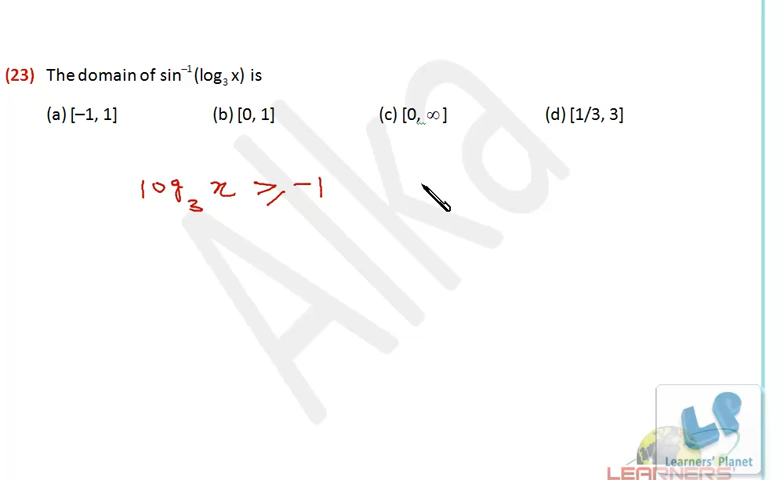 (23) The domain of sin⁻¹ (log₃ x) is
(a) [–1, 1] (b) [0, 1] (c) [0, ∞ ] (d) [1/3, 3]
log₃ x ⩾ –1
Alka
LP
Learners' Planet
LEARNERS'